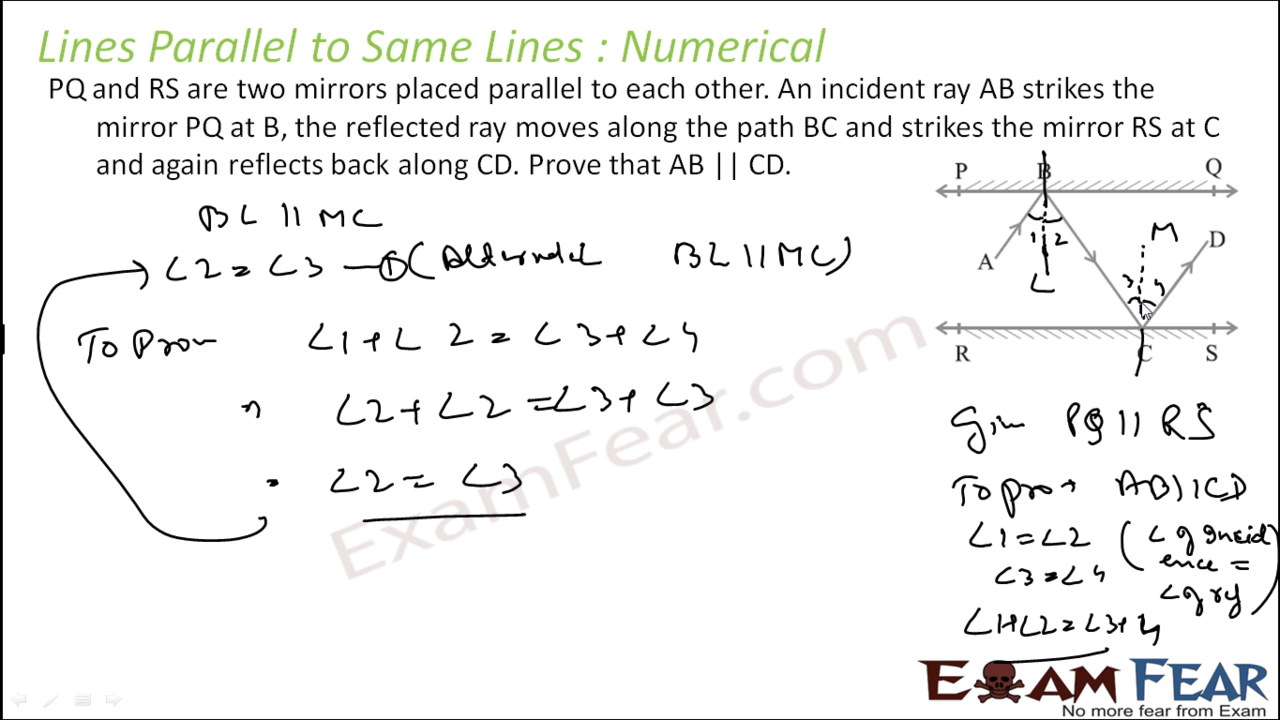 Lines Parallel to Same Lines : Numerical
PQ and RS are two mirrors placed parallel to each other. An incident ray AB strikes the
mirror PQ at B, the reflected ray moves along the path BC and strikes the mirror RS at C
and again reflects back along CD. Prove that AB || CD.
P B Q
A 1 2 L
M D
3 4
R C S
BL || MC
∠2 = ∠3 —① (Alternate BL || MC)
To Prove ∠1 + ∠2 = ∠3 + ∠4
∠2 + ∠2 = ∠3 + ∠3
∠2 = ∠3
Given PQ || RS
To prove AB || CD
∠1 = ∠2 (∠ of incid
ence =
∠3 = ∠4
∠ of
∠1+∠2 = ∠3+4
ExamFear.com
EXAM FEAR
No more fear from Exam